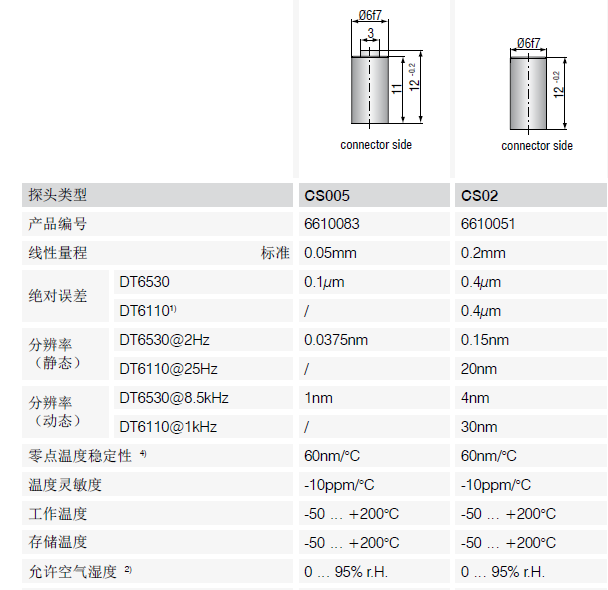 Ø6f7
3
11
12 -0.2
connector side
Ø6f7
12 -0.2
connector side
探头类型 CS005 CS02
产品编号 6610083 6610051
线性量程 标准 0.05mm 0.2mm
绝对误差 DT6530 0.1µm 0.4µm
DT6110¹⁾ / 0.4µm
分辨率（静态） DT6530@2Hz 0.0375nm 0.15nm
DT6110@25Hz / 20nm
分辨率（动态） DT6530@8.5kHz 1nm 4nm
DT6110@1kHz / 30nm
零点温度稳定性 ⁴⁾ 60nm/°C 60nm/°C
温度灵敏度 -10ppm/°C -10ppm/°C
工作温度 -50 … +200°C -50 … +200°C
存储温度 -50 … +200°C -50 … +200°C
允许空气湿度 ²⁾ 0 … 95% r.H. 0 … 95% r.H.